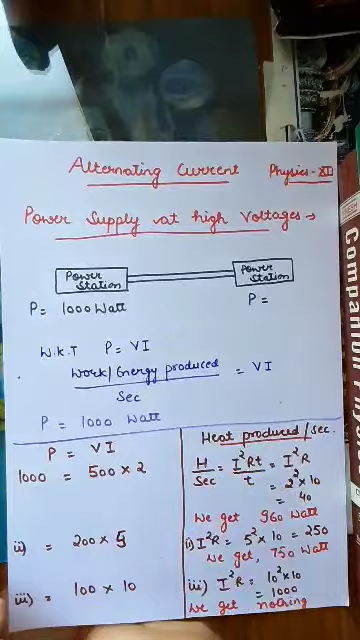 Alternating Current Physics-XII
Power Supply at high Voltages →
Power Station
Power Station
P = 1000 Watt
P =
W.K.T P = VI
Work/Energy produced / Sec = VI
P = 1000 Watt
P = VI
1000 = 500 × 2
ii) = 200 × 5
iii) = 100 × 10
Heat produced/sec.
H/Sec = I²Rt/t = I²R
= 2² × 10
= 40
We get 960 Watt
ii) I²R = 5² × 10 = 250
We get, 750 Watt
iii) I²R = 10² × 10
= 1000
We get nothing
Companion